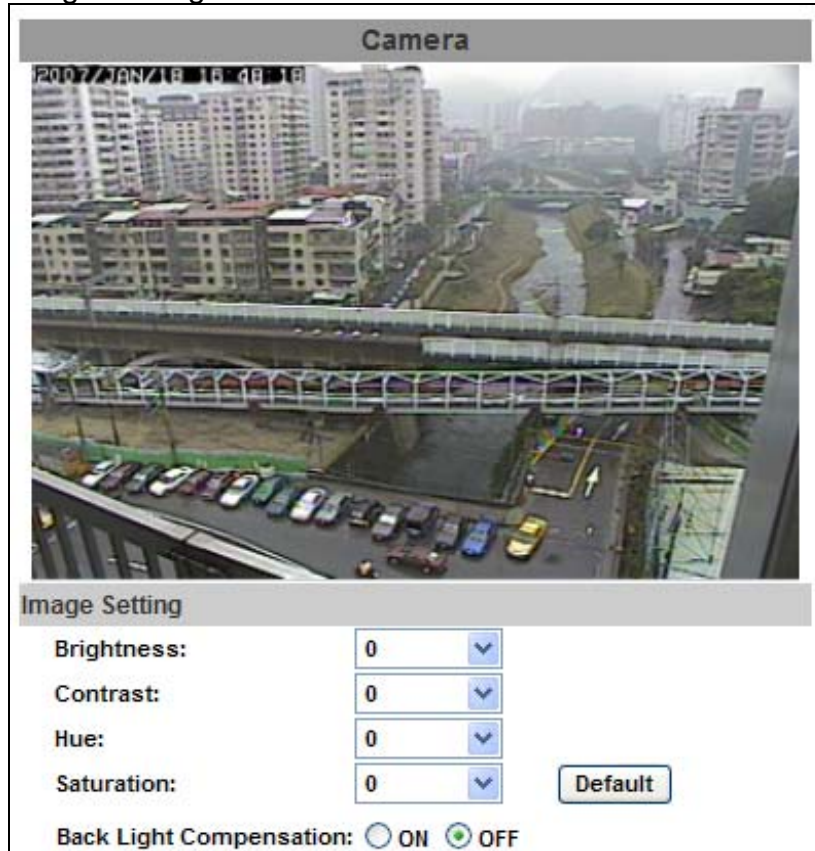 Camera
2007/JAN/18 16:48:18
Image Setting
Brightness: 0
Contrast: 0
Hue: 0
Saturation: 0 Default
Back Light Compensation: ON OFF